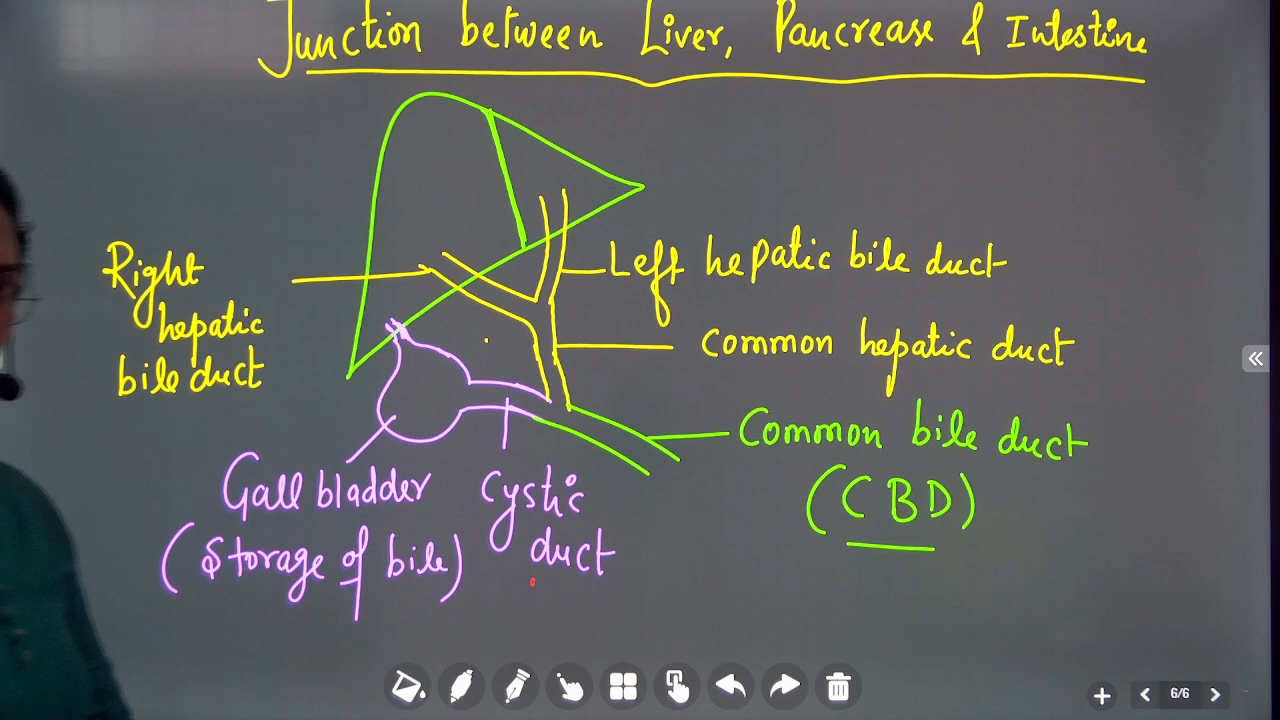 Junction between Liver, Pancrease & Intestine
Right
hepatic
bile duct
Left hepatic bile duct
Common hepatic duct
Common bile duct
(CBD)
Gall bladder
(Storage of bile)
Cystic
duct
6/6